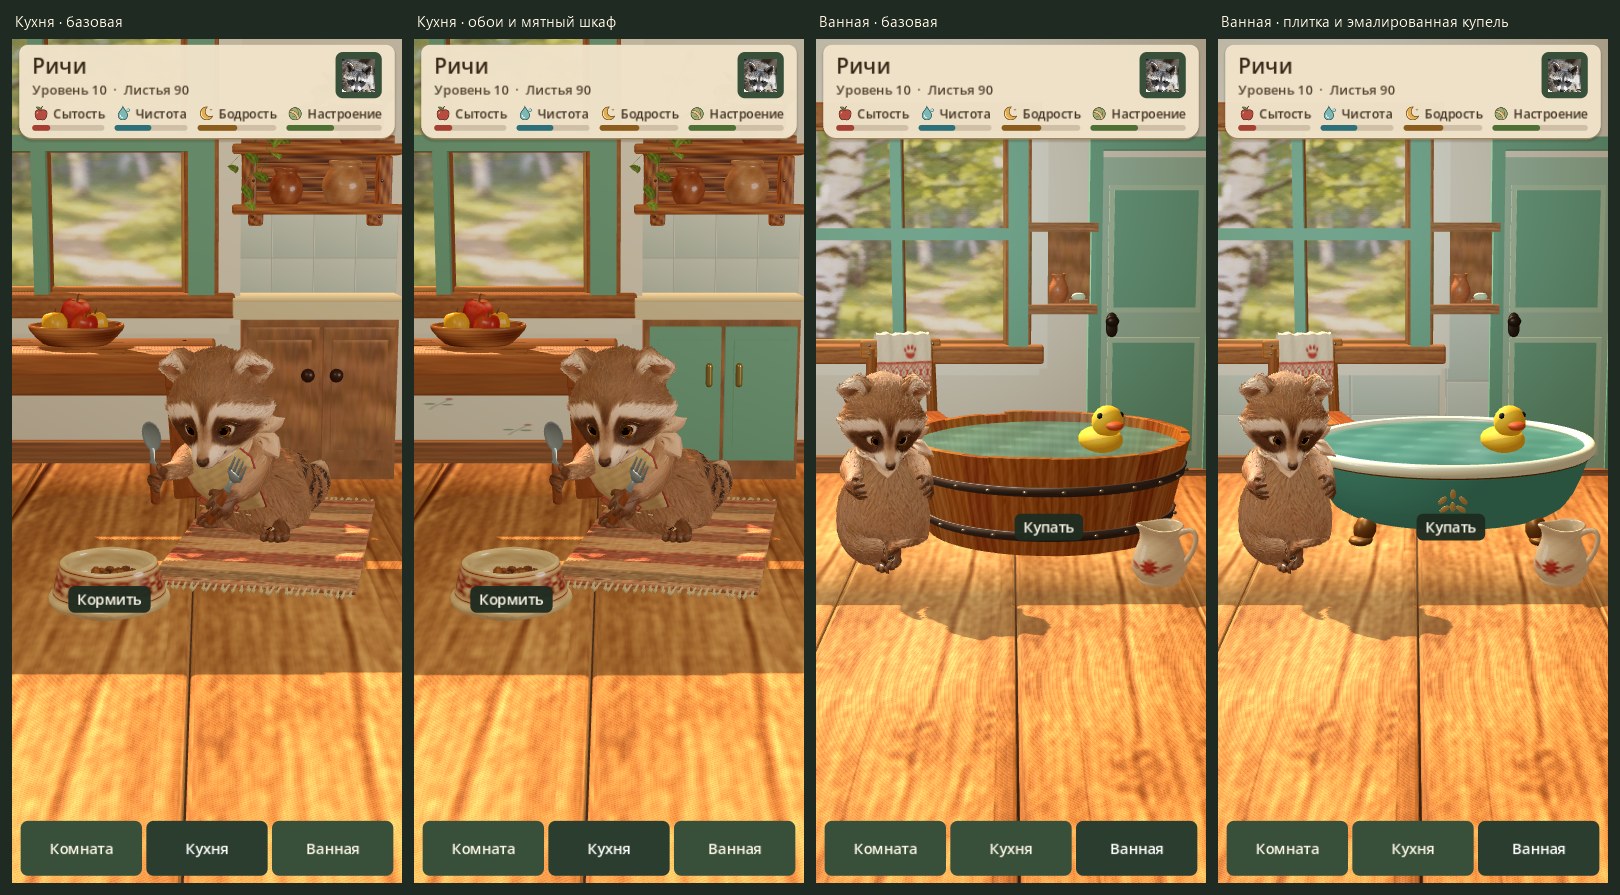 Кухня · базовая
Ричи
Уровень 10 · Листья 90
Сытость Чистота Бодрость Настроение
Кормить
Комната Кухня Ванная
Кухня · обои и мятный шкаф
Ричи
Уровень 10 · Листья 90
Сытость Чистота Бодрость Настроение
Кормить
Комната Кухня Ванная
Ванная · базовая
Ричи
Уровень 10 · Листья 90
Сытость Чистота Бодрость Настроение
Купать
Комната Кухня Ванная
Ванная · плитка и эмалированная купель
Ричи
Уровень 10 · Листья 90
Сытость Чистота Бодрость Настроение
Купать
Комната Кухня Ванная